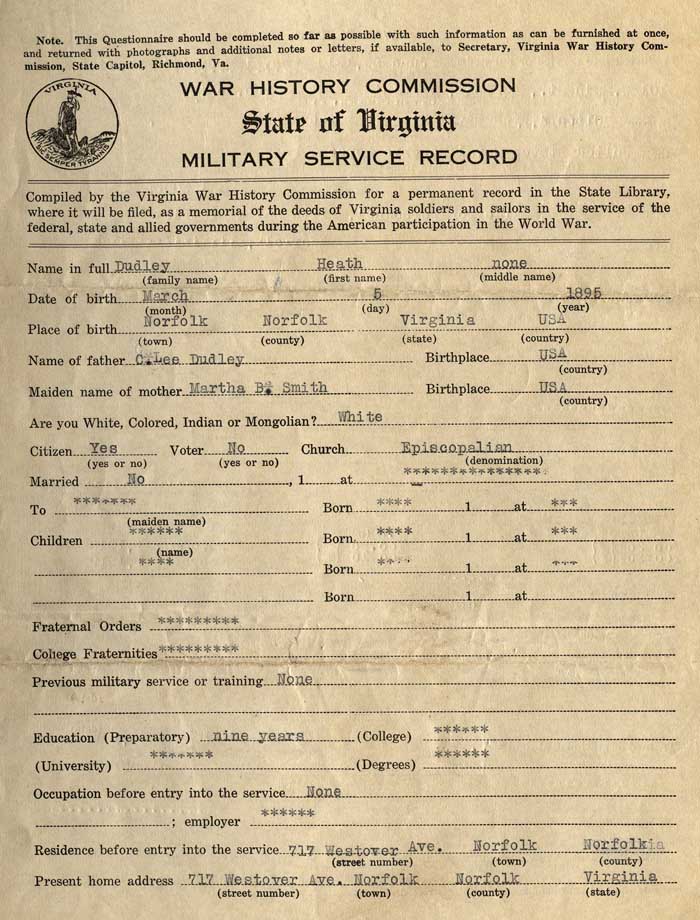 Note. This Questionnaire should be completed so far as possible with such information as can be furnished at once,
and returned with photographs and additional notes or letters, if available, to Secretary, Virginia War History Com-
mission, State Capitol, Richmond, Va.
VIRGINIA
SIC SEMPER TYRANNIS
WAR HISTORY COMMISSION
State of Virginia
MILITARY SERVICE RECORD
Compiled by the Virginia War History Commission for a permanent record in the State Library,
where it will be filed, as a memorial of the deeds of Virginia soldiers and sailors in the service of the
federal, state and allied governments during the American participation in the World War.
Name in full Dudley Heath none
(family name) (first name) (middle name)
Date of birth March 5 1895
(month) (day) (year)
Place of birth Norfolk Norfolk Virginia USA
(town) (county) (state) (country)
Name of father C.Lee Dudley Birthplace USA
(country)
Maiden name of mother Martha B. Smith Birthplace USA
(country)
Are you White, Colored, Indian or Mongolian? White
Citizen Yes Voter No Church Episcopalian
(yes or no) (yes or no) (denomination)
Married No , 1 at **************
To ******* Born **** 1 at ***
(maiden name)
Children ****** Born **** 1 at ***
(name)
**** Born *** 1 at ***
Born 1 at
Fraternal Orders *********
College Fraternities *********
Previous military service or training None
Education (Preparatory) nine years (College) ******
(University) ******* (Degrees) ******
Occupation before entry into the service None
; employer ******
Residence before entry into the service 717 Westover Ave. Norfolk Norfolkia
(street number) (town) (county)
Present home address 717 Westover Ave. Norfolk Norfolk Virginia
(street number) (town) (county) (state)